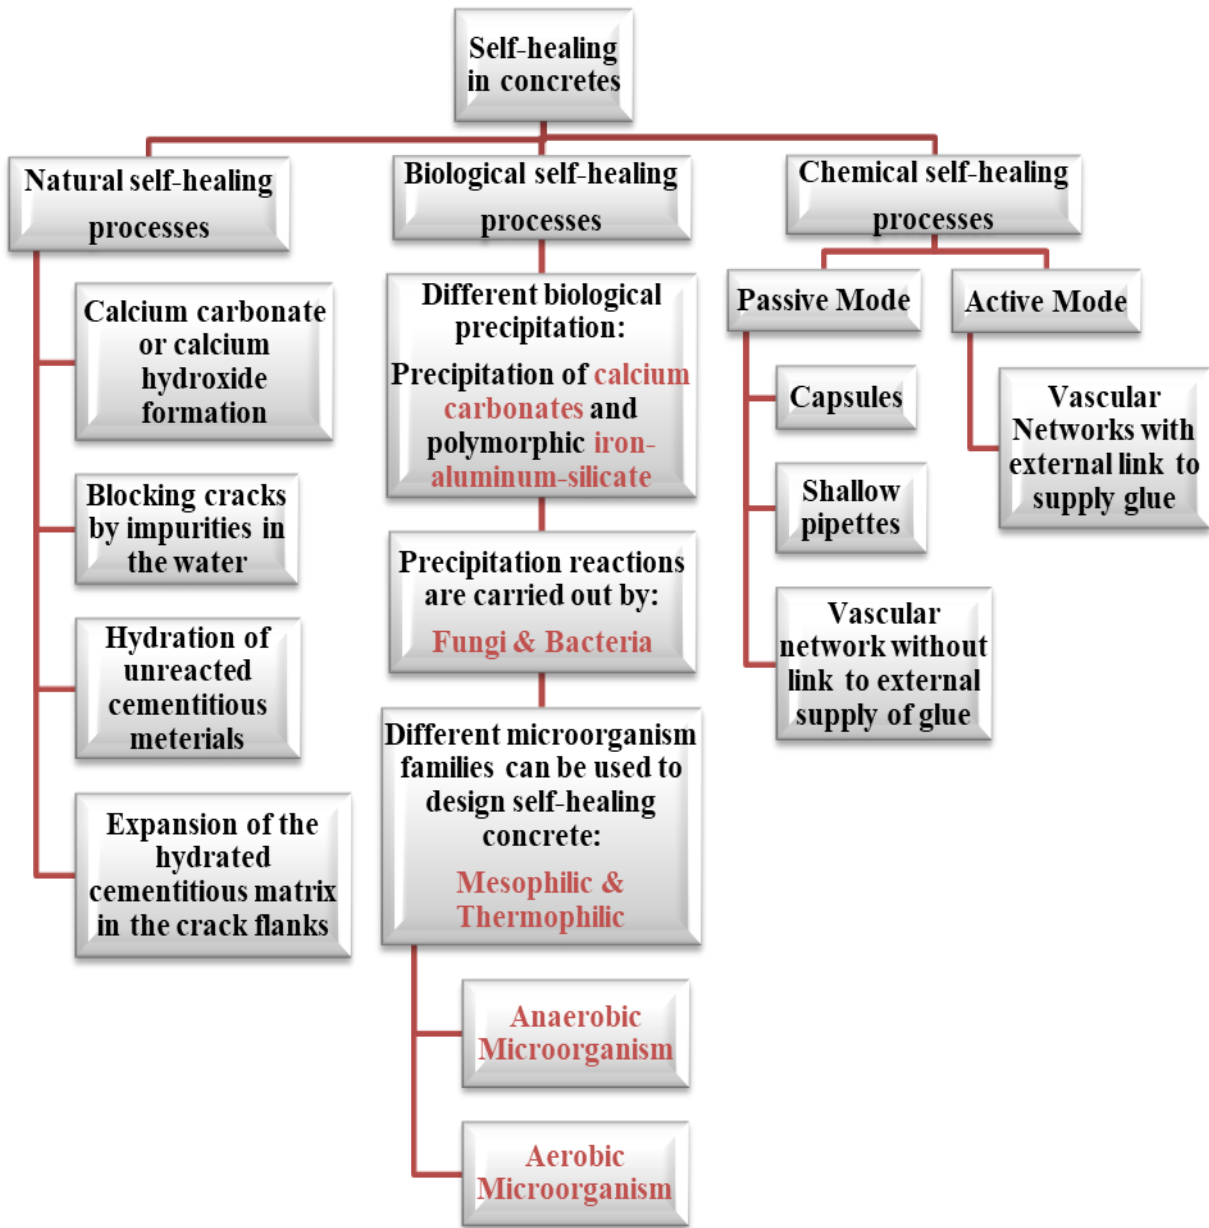 Self-healing
in concretes
Natural self-healing
processes
Calcium carbonate
or calcium
hydroxide
formation
Blocking cracks
by impurities in
the water
Hydration of
unreacted
cementitious
meterials
Expansion of the
hydrated
cementitious matrix
in the crack flanks
Biological self-healing
processes
Different biological
precipitation:
Precipitation of calcium
carbonates and
polymorphic iron-
aluminum-silicate
Precipitation reactions
are carried out by:
Fungi & Bacteria
Different microorganism
families can be used to
design self-healing
concrete:
Mesophilic &
Thermophilic
Anaerobic
Microorganism
Aerobic
Microorganism
Chemical self-healing
processes
Passive Mode
Capsules
Shallow
pipettes
Vascular
network without
link to external
supply of glue
Active Mode
Vascular
Networks with
external link to
supply glue